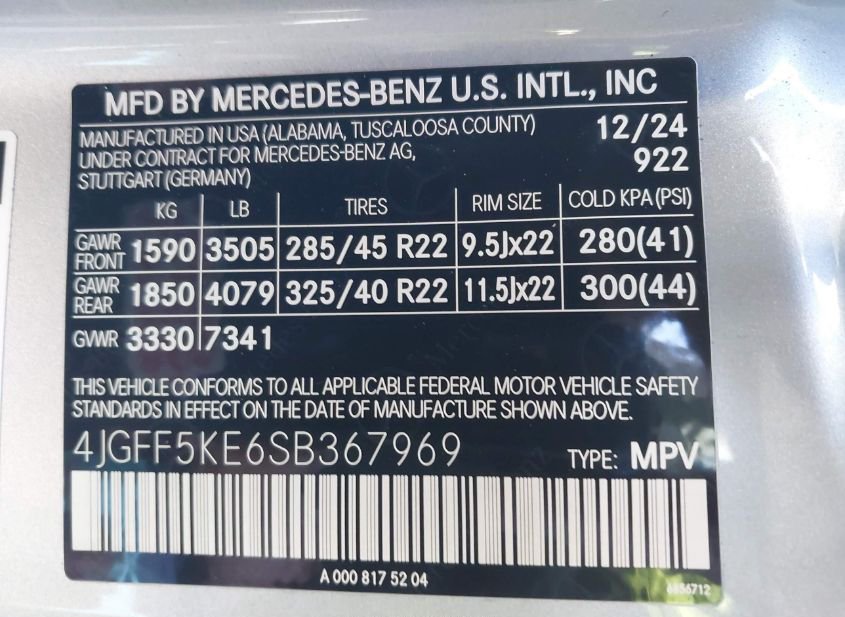 MFD BY MERCEDES-BENZ U.S. INTL., INC
MANUFACTURED IN USA (ALABAMA, TUSCALOOSA COUNTY) 12/24
UNDER CONTRACT FOR MERCEDES-BENZ AG, 922
STUTTGART (GERMANY)
KG LB TIRES RIM SIZE COLD KPA (PSI)
GAWR FRONT 1590 3505 285/45 R22 9.5Jx22 280(41)
GAWR REAR 1850 4079 325/40 R22 11.5Jx22 300(44)
GVWR 3330 7341
THIS VEHICLE CONFORMS TO ALL APPLICABLE FEDERAL MOTOR VEHICLE SAFETY
STANDARDS IN EFFECT ON THE DATE OF MANUFACTURE SHOWN ABOVE.
4JGFF5KE6SB367969 TYPE: MPV
A 000 817 52 04